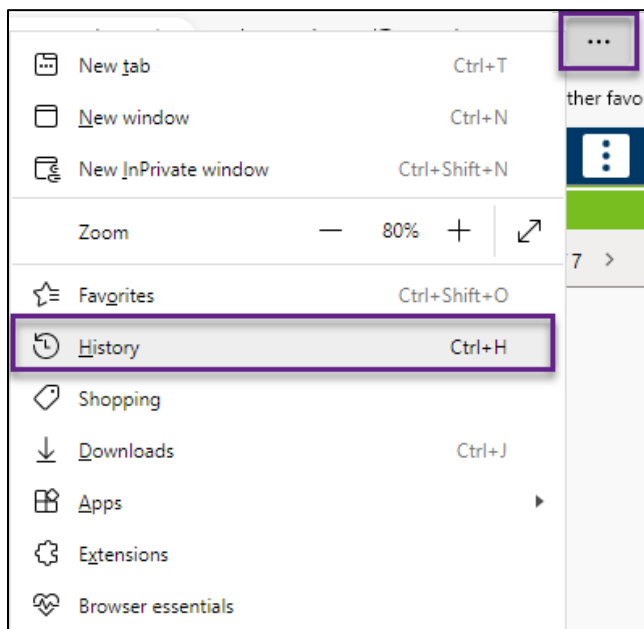 ...
New tab Ctrl+T
ther favo
New window Ctrl+N
New InPrivate window Ctrl+Shift+N
Zoom — 80% +
7 >
Favorites Ctrl+Shift+O
History Ctrl+H
Shopping
Downloads Ctrl+J
Apps
Extensions
Browser essentials